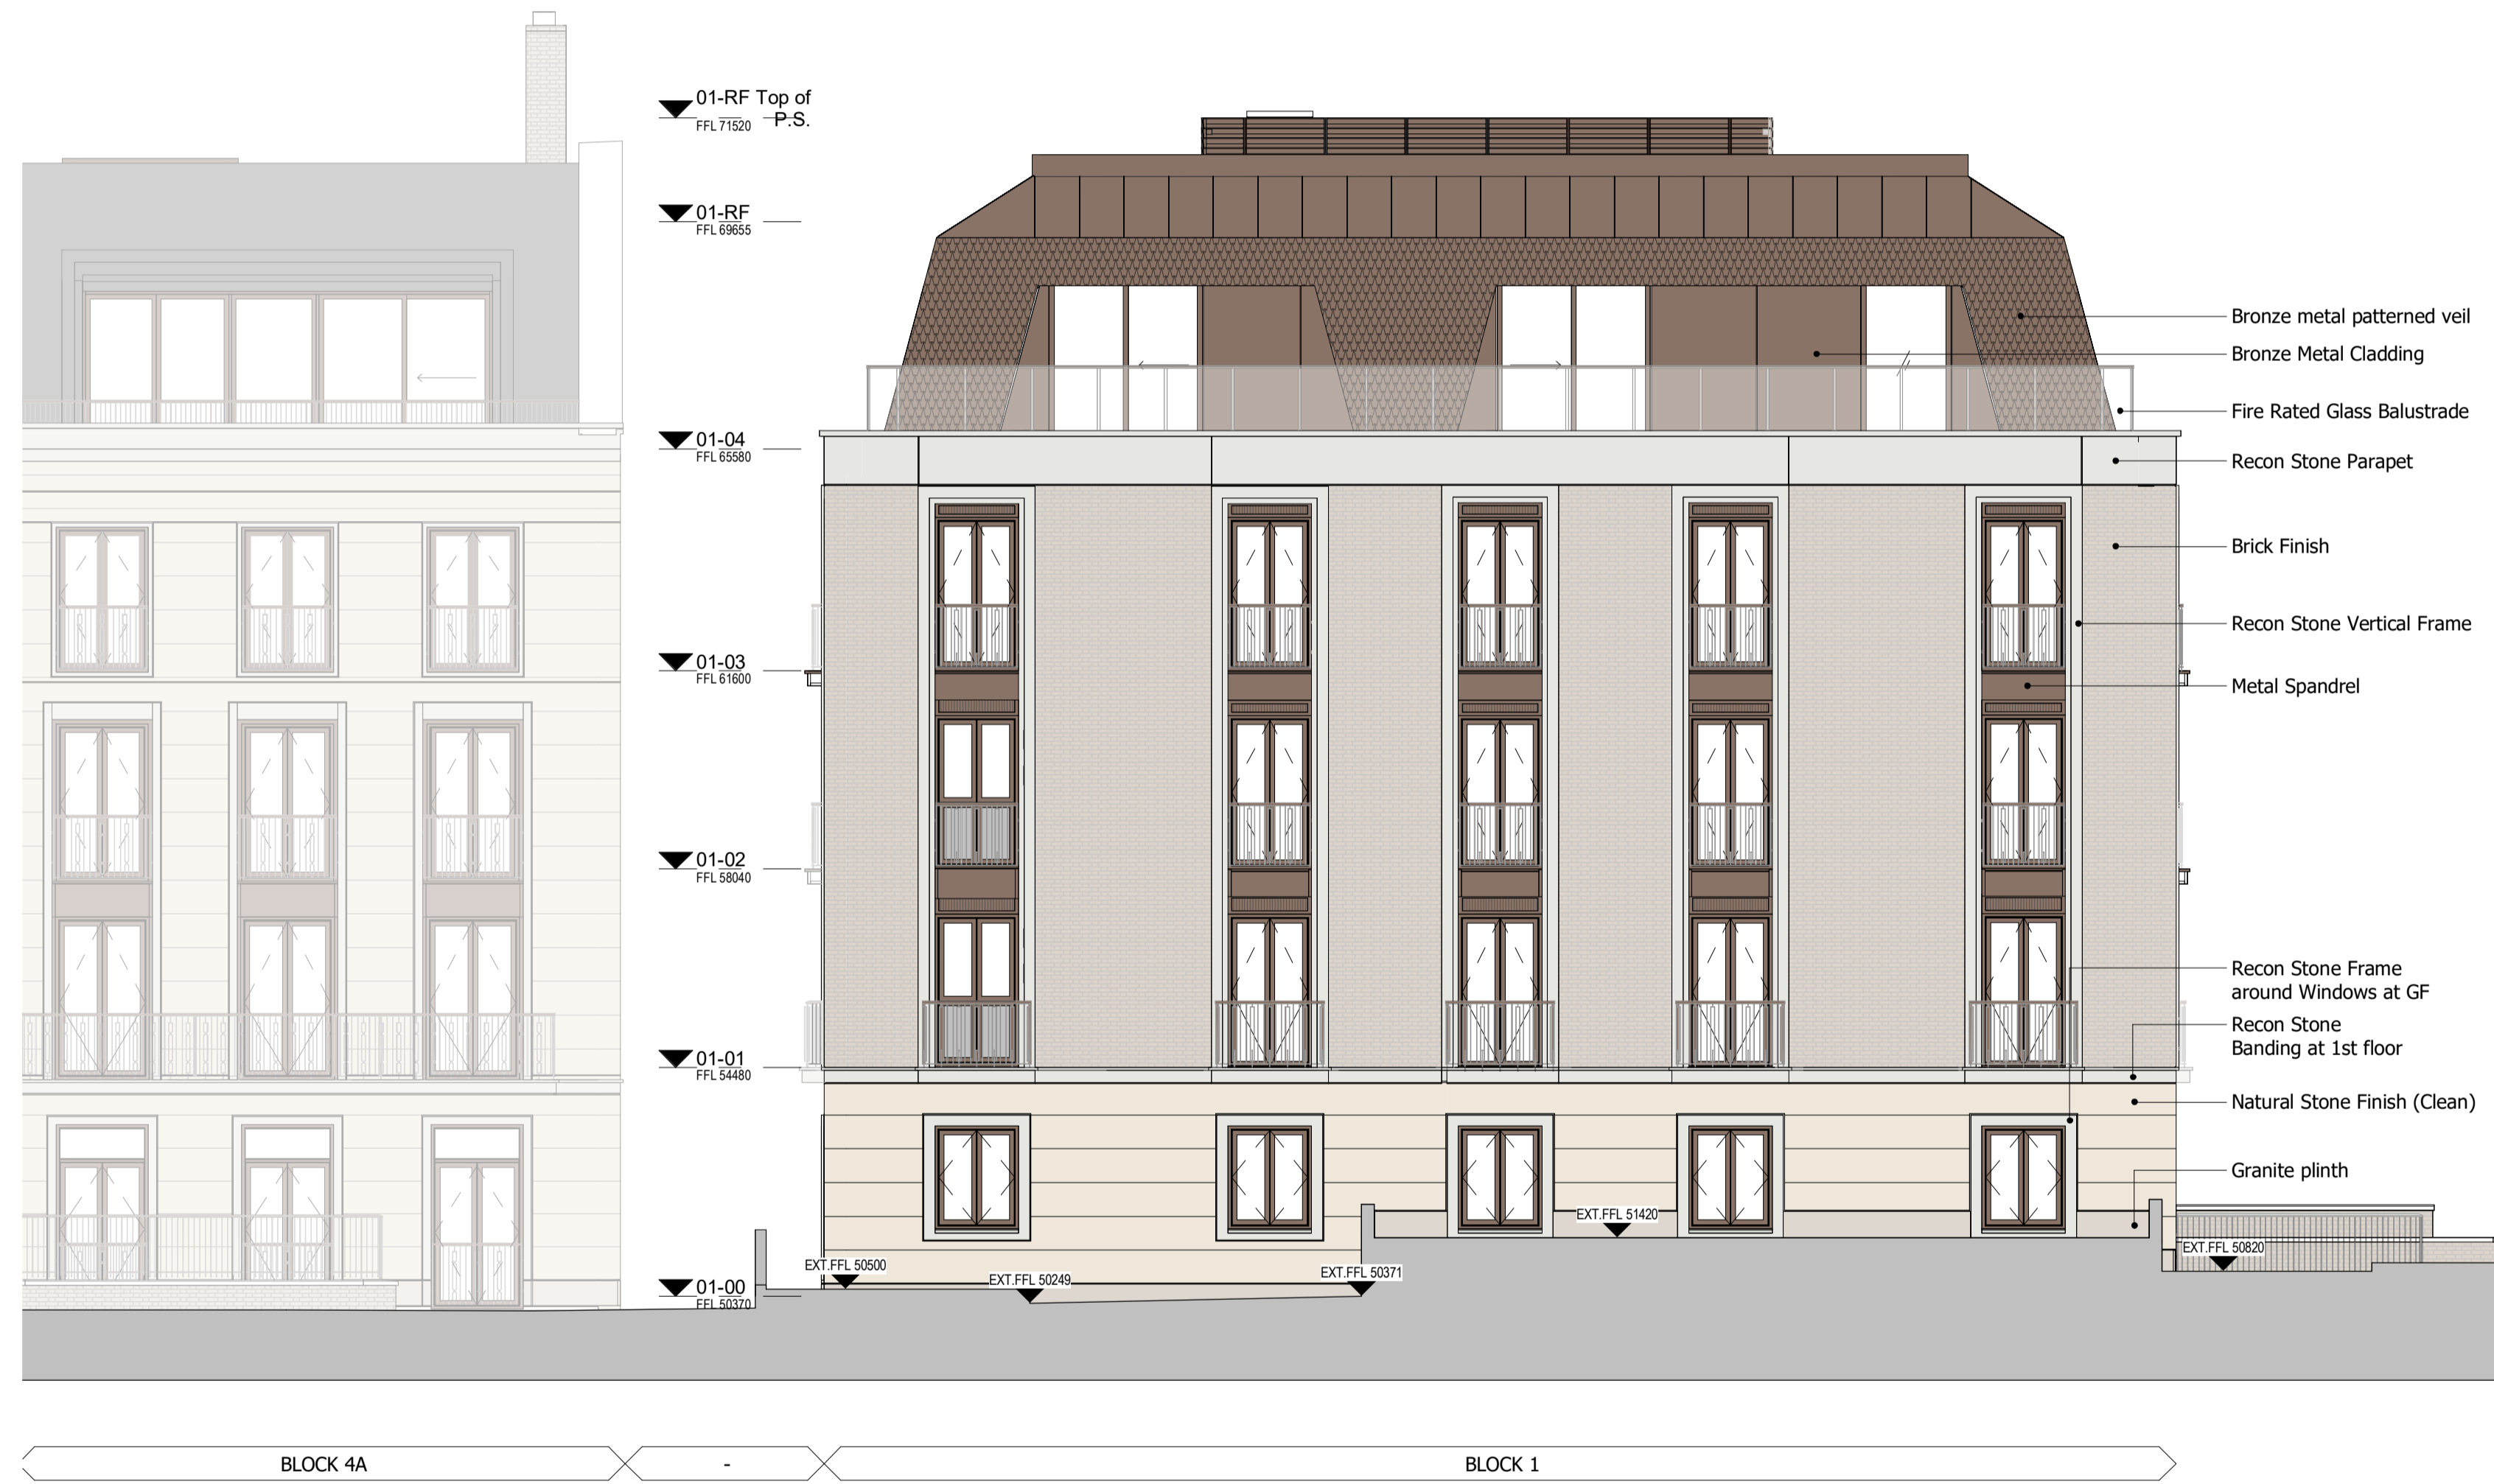 01-RF Top of
P.S.
FFL 71520
01-RF
FFL 69655
01-04
FFL 65580
01-03
FFL 61600
01-02
FFL 58040
01-01
FFL 54480
01-00
FFL 50370
Bronze metal patterned veil
Bronze Metal Cladding
Fire Rated Glass Balustrade
Recon Stone Parapet
Brick Finish
Recon Stone Vertical Frame
Metal Spandrel
Recon Stone Frame
around Windows at GF
Recon Stone
Banding at 1st floor
Natural Stone Finish (Clean)
Granite plinth
EXT.FFL 50500
EXT.FFL 50249
EXT.FFL 50371
EXT.FFL 51420
EXT.FFL 50820
BLOCK 4A
-
BLOCK 1